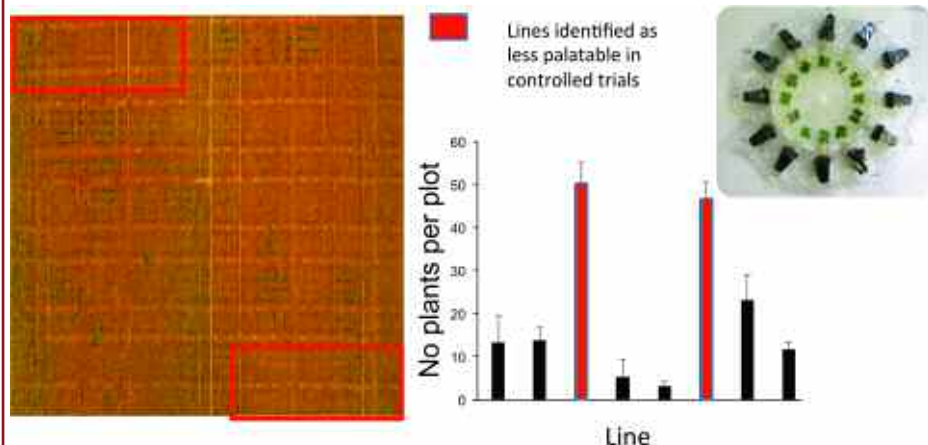 Lines identified as
less palatable in
controlled trials
No plants per plot
60
50
40
30
20
10
0
Line